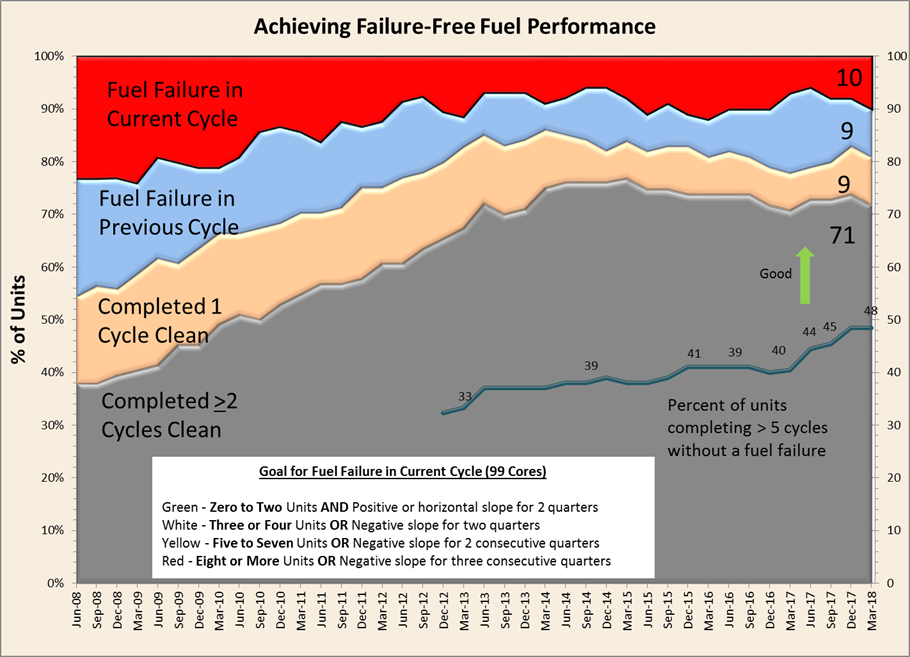 Achieving Failure-Free Fuel Performance
100%
90%
80%
70%
60%
50%
40%
30%
20%
10%
0%
% of Units
100
90
80
70
60
50
40
30
20
10
0
Fuel Failure in
Current Cycle
10
Fuel Failure in
Previous Cycle
9
Completed 1
Cycle Clean
9
Completed >2
Cycles Clean
71
Good
33
39
41
39
40
44
45
48
Percent of units
completing > 5 cycles
without a fuel failure
Goal for Fuel Failure in Current Cycle (99 Cores)
Green - Zero to Two Units AND Positive or horizontal slope for 2 quarters
White - Three or Four Units OR Negative slope for two quarters
Yellow - Five to Seven Units OR Negative slope for 2 consecutive quarters
Red - Eight or More Units OR Negative slope for three consecutive quarters
Jun-08
Sep-08
Dec-08
Mar-09
Jun-09
Sep-09
Dec-09
Mar-10
Jun-10
Sep-10
Dec-10
Mar-11
Jun-11
Sep-11
Dec-11
Mar-12
Jun-12
Sep-12
Dec-12
Mar-13
Jun-13
Sep-13
Dec-13
Mar-14
Jun-14
Sep-14
Dec-14
Mar-15
Jun-15
Sep-15
Dec-15
Mar-16
Jun-16
Sep-16
Dec-16
Mar-17
Jun-17
Sep-17
Dec-17
Mar-18